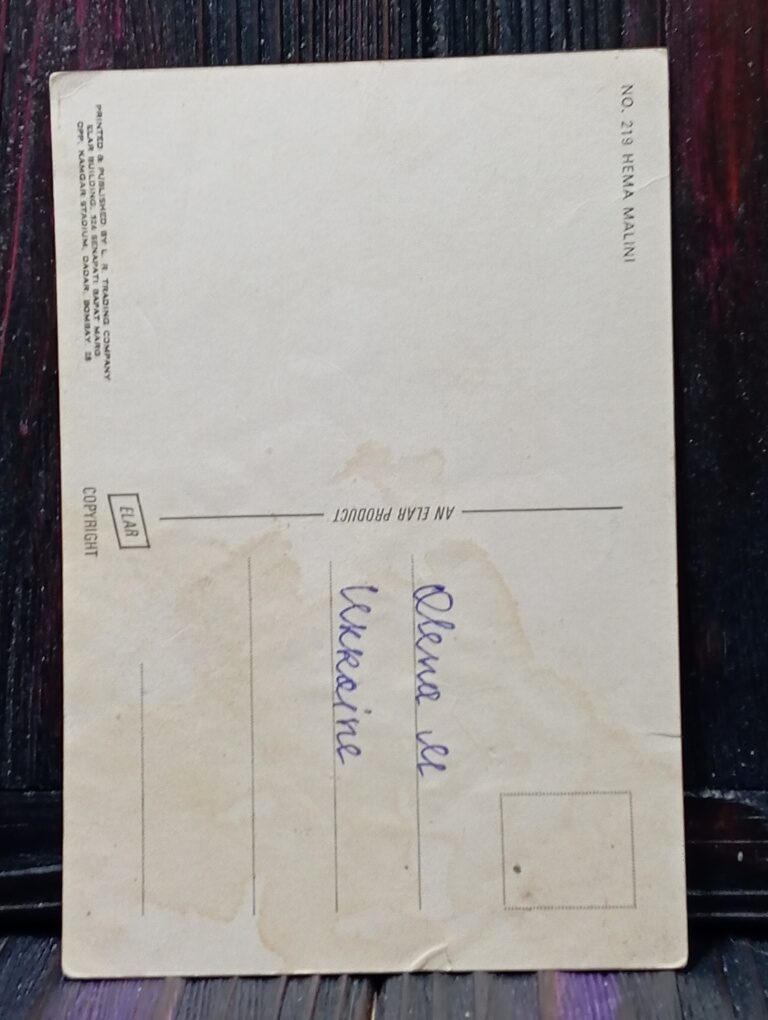 NO. 219 HEMA MALINI
PRINTED & PUBLISHED BY L. R. TRADING COMPANY
ELAR BUILDING, 324 SENAPATI BAPAT MARG,
OPP. KAMGAR STADIUM, DADAR, BOMBAY. 28
AN ELAR PRODUCT
ELAR
COPYRIGHT
Olena M
Ukraine